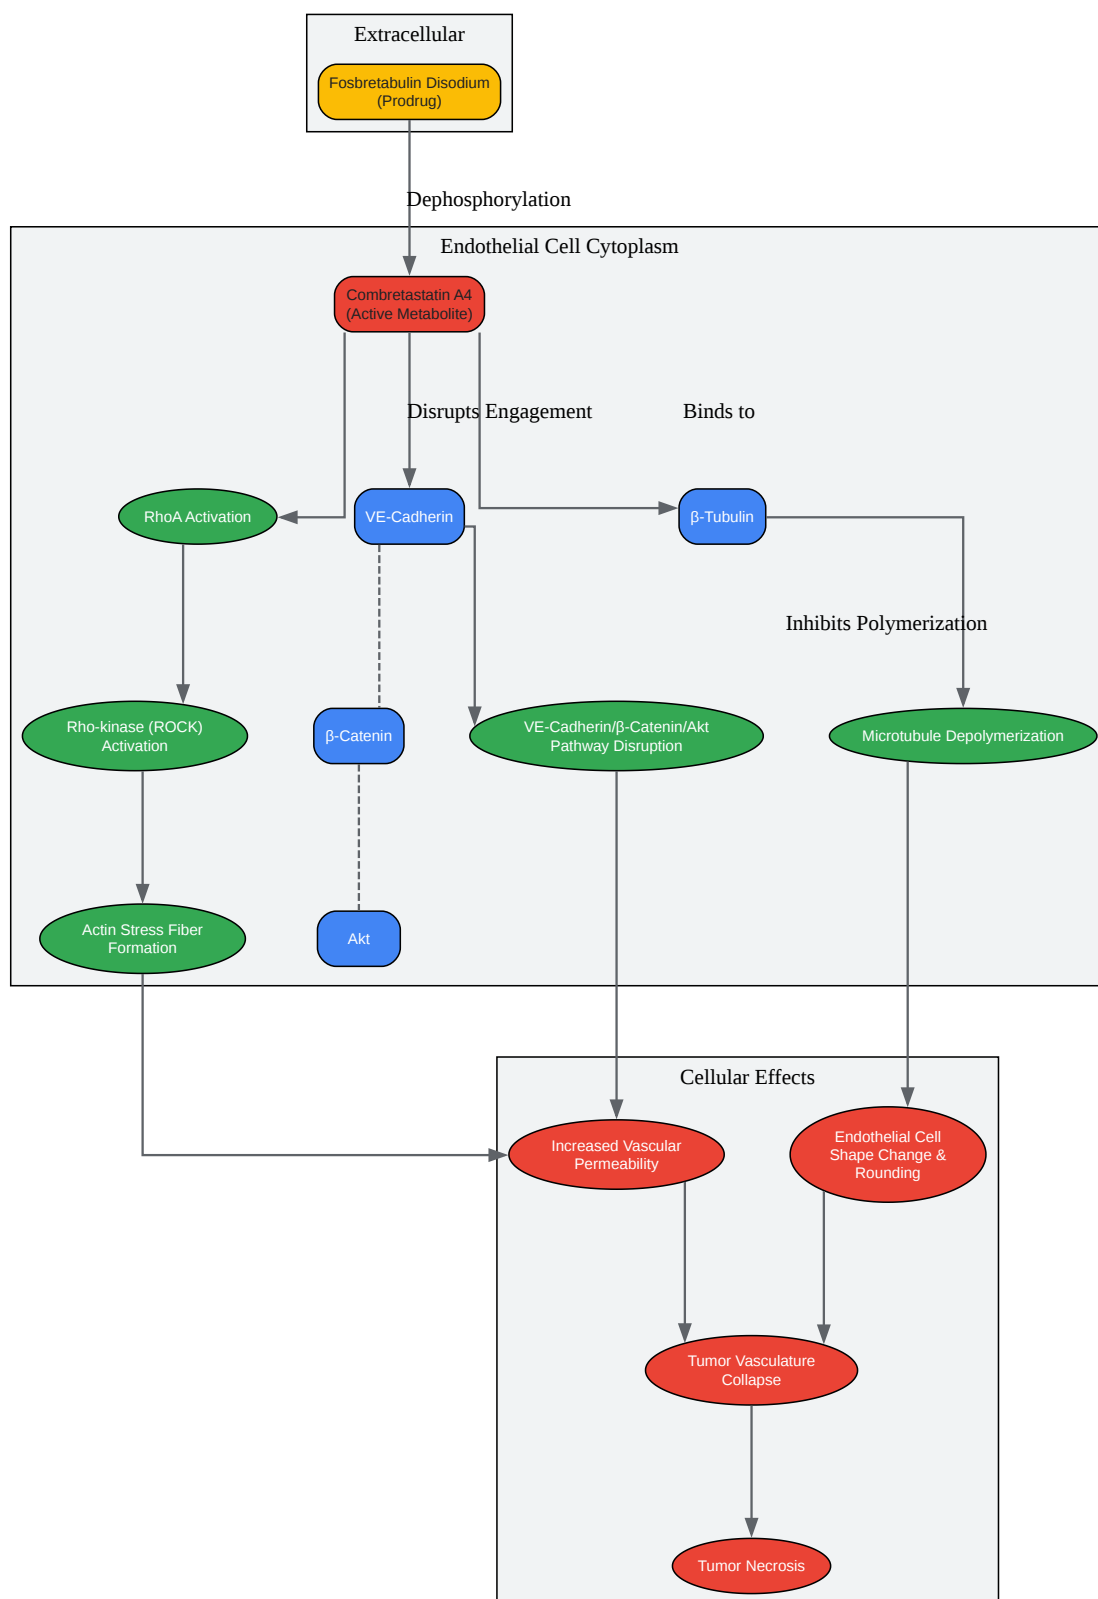 Extracellular
Fosbretabulin Disodium
(Prodrug)
Dephosphorylation
Endothelial Cell Cytoplasm
Combretastatin A4
(Active Metabolite)
Disrupts Engagement
Binds to
RhoA Activation
VE-Cadherin
β-Tubulin
Inhibits Polymerization
Rho-kinase (ROCK)
Activation
β-Catenin
VE-Cadherin/β-Catenin/Akt
Pathway Disruption
Microtubule Depolymerization
Actin Stress Fiber
Formation
Akt
Cellular Effects
Increased Vascular
Permeability
Endothelial Cell
Shape Change &
Rounding
Tumor Vasculature
Collapse
Tumor Necrosis